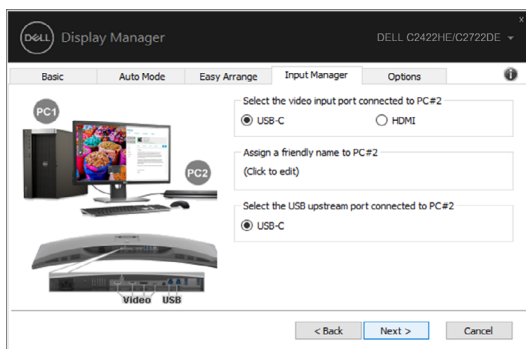 DELL Display Manager
DELL C2422HE/C2722DE
x
Basic Auto Mode Easy Arrange Input Manager Options
PC1
PC2
Video USB
Select the video input port connected to PC#2
USB-C HDMI
Assign a friendly name to PC#2
(Click to edit)
Select the USB upstream port connected to PC#2
USB-C
< Back Next > Cancel